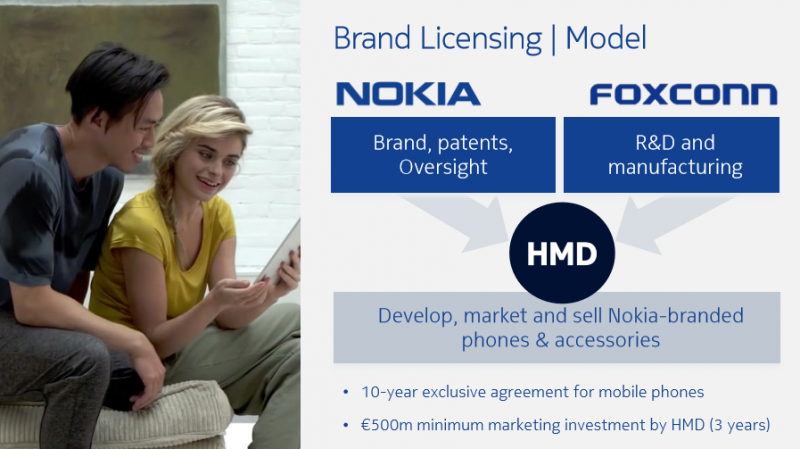 Brand Licensing | Model
NOKIA
FOXCONN
Brand, patents,
Oversight
R&D and
manufacturing
HMD
Develop, market and sell Nokia-branded
phones & accessories
• 10-year exclusive agreement for mobile phones
• €500m minimum marketing investment by HMD (3 years)